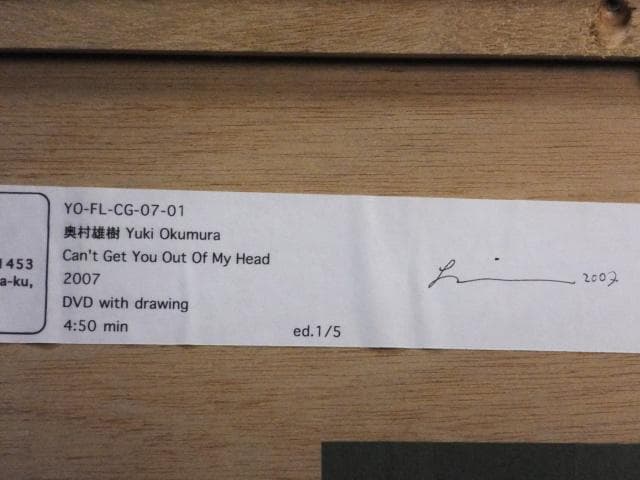 1453
a-ku,
YO-FL-CG-07-01
奥村雄樹 Yuki Okumura
Can't Get You Out Of My Head
2007
DVD with drawing
4:50 min ed.1/5
2007